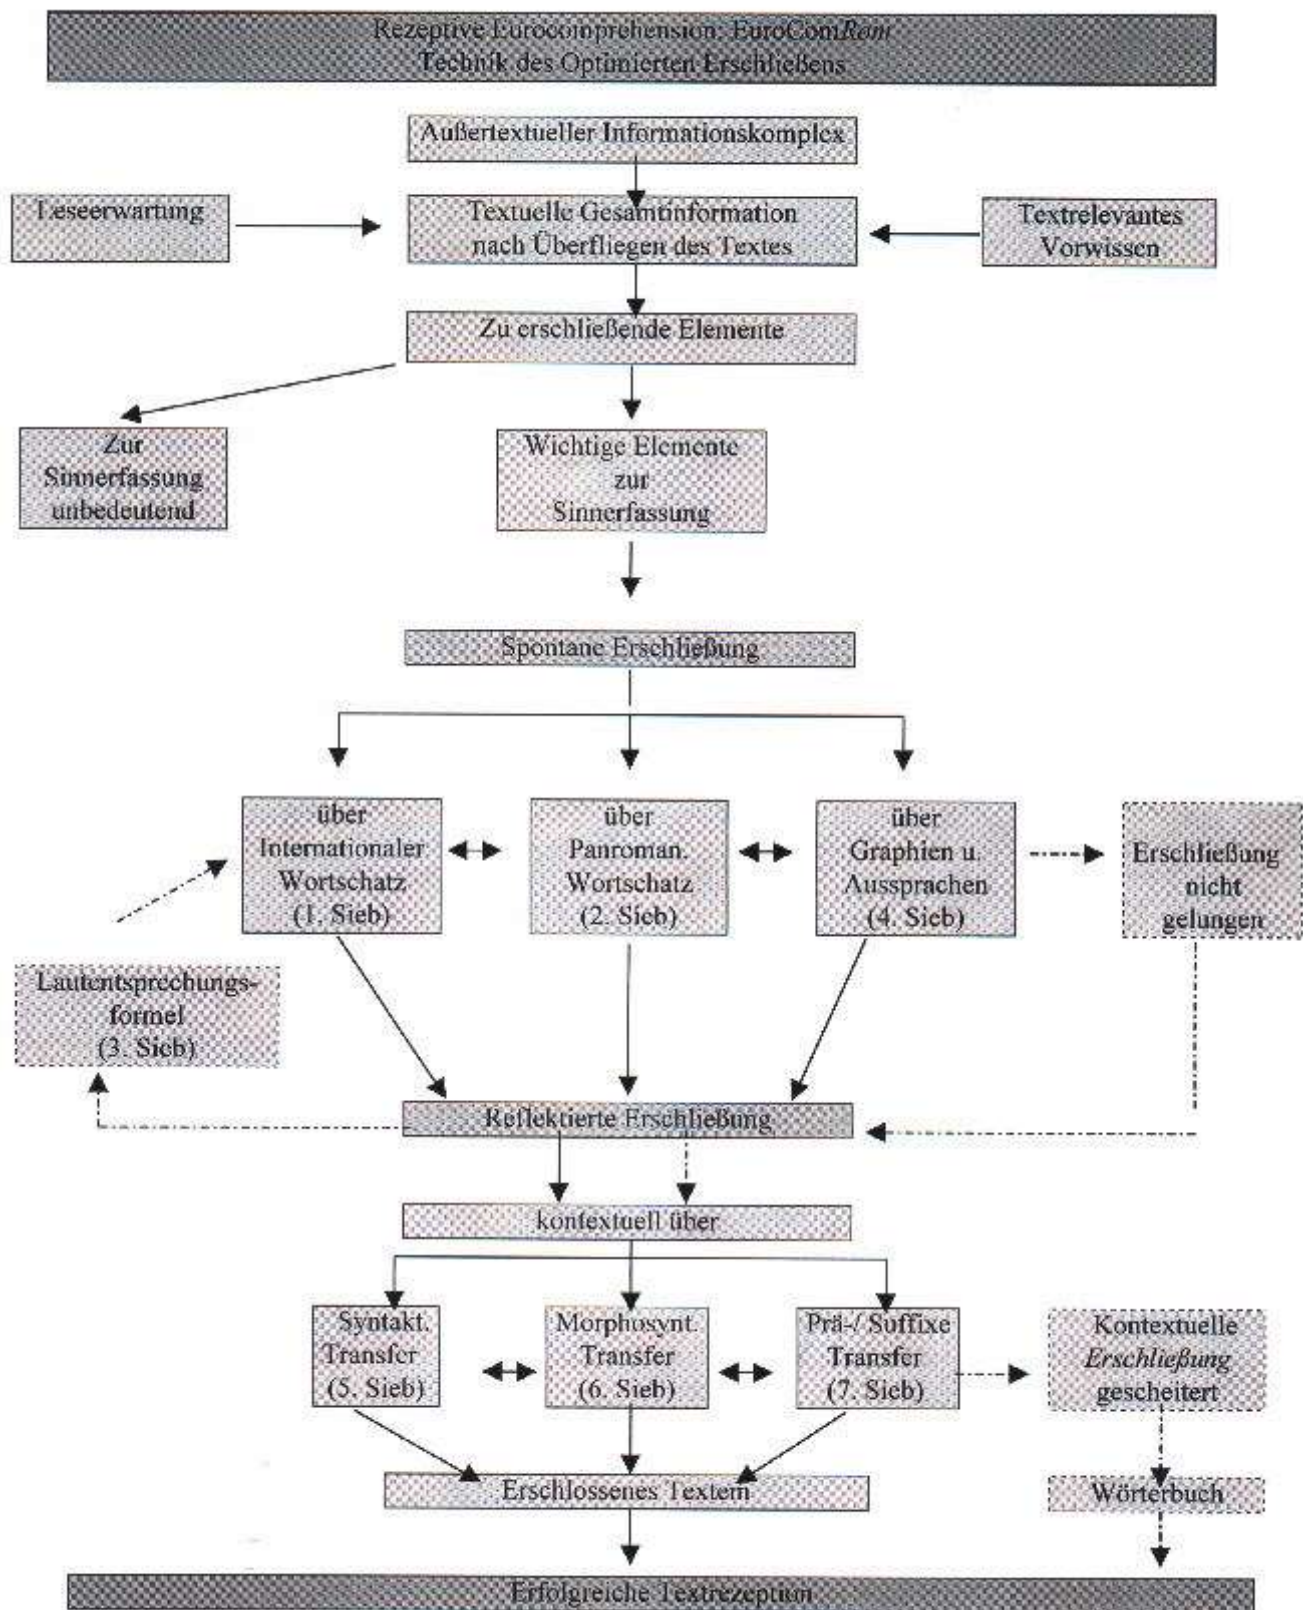 Rezeptive Eurocomprehension: EuroComRom
Technik des Optimierten Erschließens
Außertextueller Informationskomplex
Leseerwartung
Textuelle Gesamtinformation
nach Überfliegen des Textes
Textrelevantes
Vorwissen
Zu erschließende Elemente
Zur
Sinnerfassung
unbedeutend
Wichtige Elemente
zur
Sinnerfassung
Spontane Erschließung
über
Internationaler
Wortschatz
(1. Sieb)
über
Panroman.
Wortschatz
(2. Sieb)
über
Graphien u.
Aussprachen
(4. Sieb)
Erschließung
nicht
gelungen
Lautentsprechungs-
formel
(3. Sieb)
Reflektierte Erschließung
kontextuell über
Syntakt.
Transfer
(5. Sieb)
Morphosynt.
Transfer
(6. Sieb)
Prä-/ Suffixe
Transfer
(7. Sieb)
Kontextuelle
Erschließung
gescheitert
Erschlossenes Textem
Wörterbuch
Erfolgreiche Textrezeption